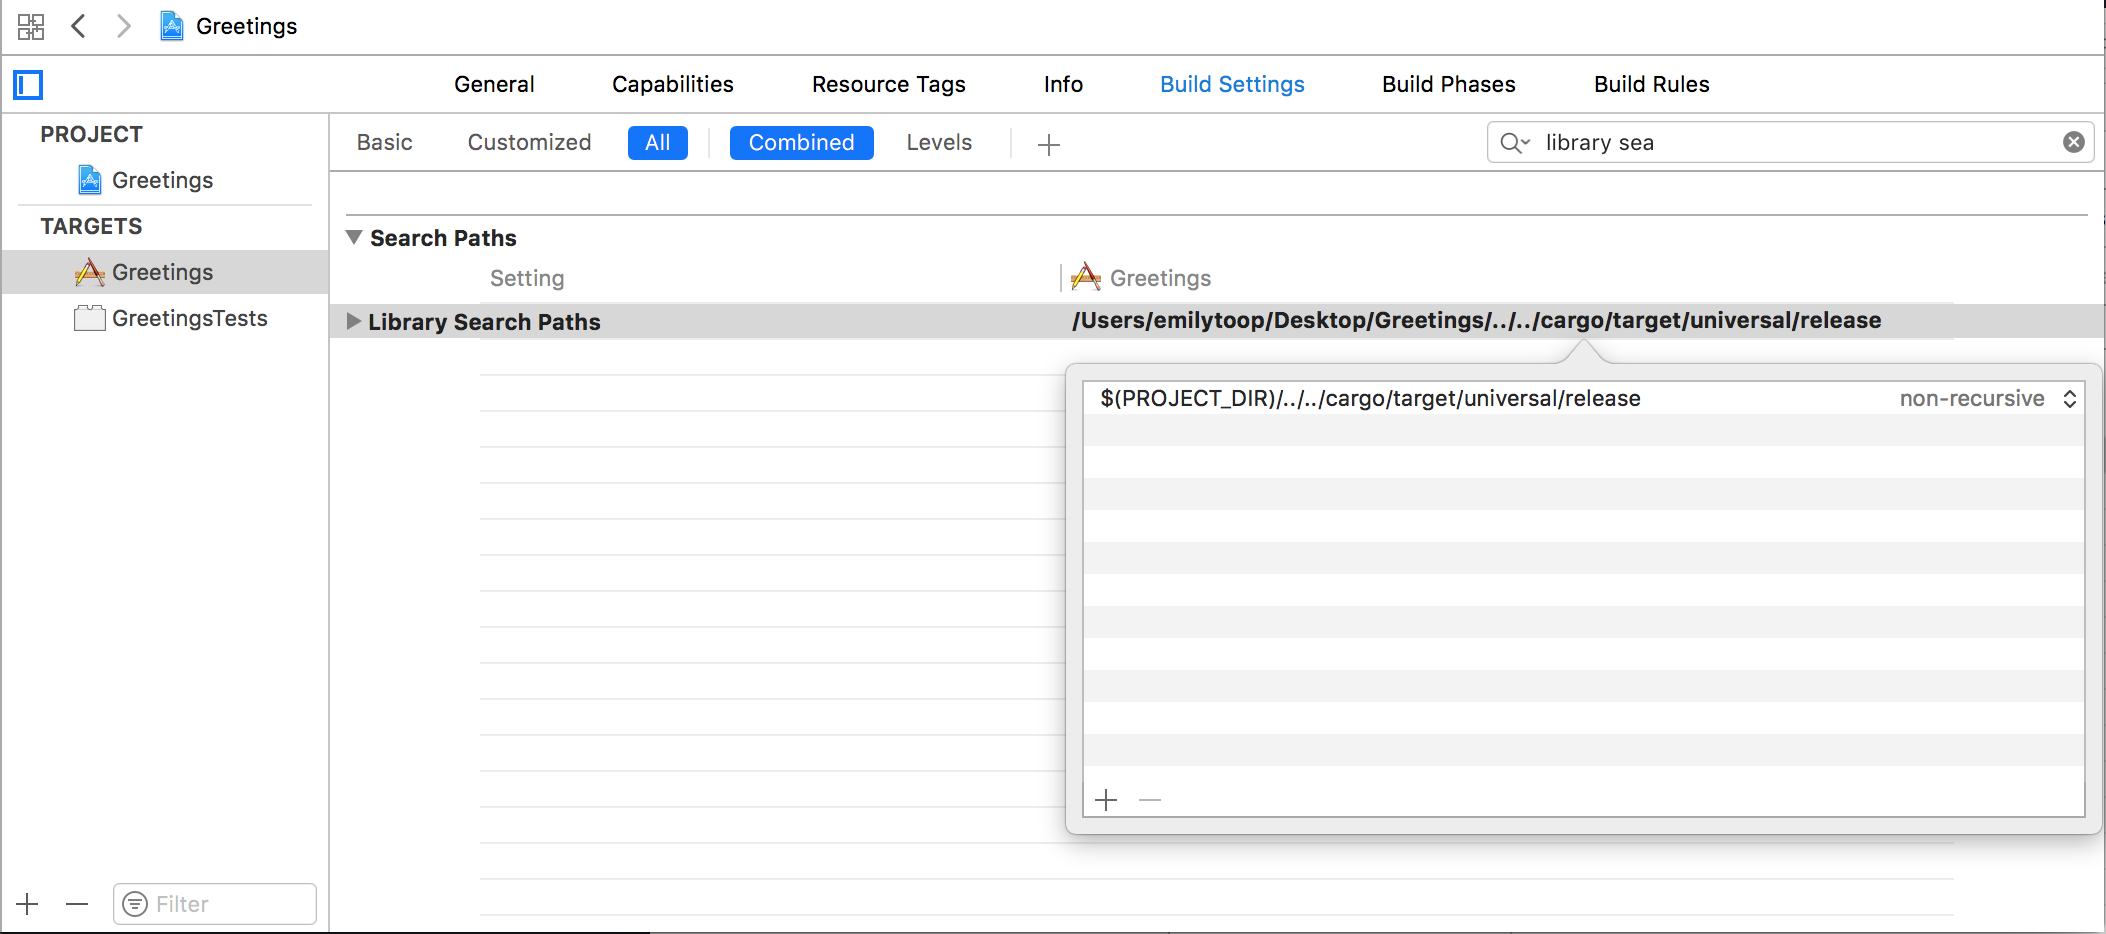 Greetings
General Capabilities Resource Tags Info Build Settings Build Phases Build Rules
PROJECT
Greetings
TARGETS
Greetings
GreetingsTests
Filter
Basic Customized All Combined Levels
library sea
Search Paths
Setting Greetings
Library Search Paths /Users/emilytoop/Desktop/Greetings/../../cargo/target/universal/release
$(PROJECT_DIR)/../../cargo/target/universal/release non-recursive